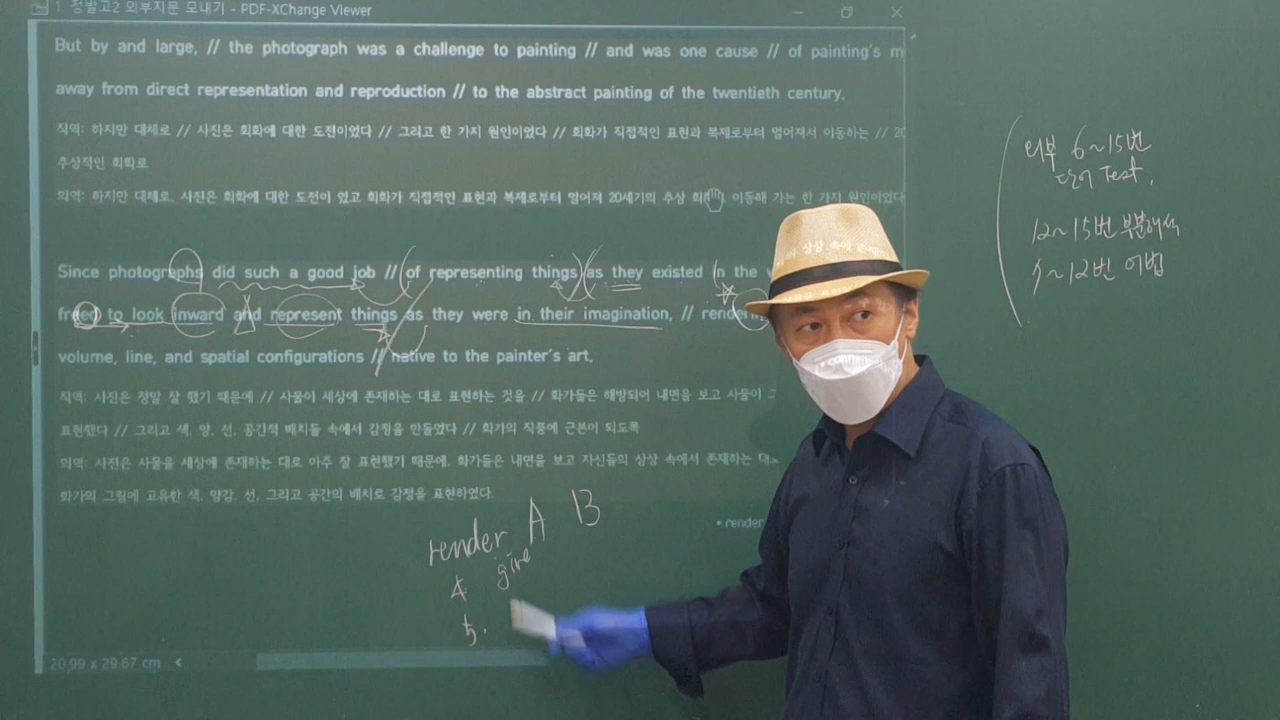 1. 정발고2 외부지문 모내기 - PDF-XChange Viewer
But by and large, // the photograph was a challenge to painting // and was one cause // of painting's m
away from direct representation and reproduction // to the abstract painting of the twentieth century.
직역: 하지만 대체로 // 사진은 회화에 대한 도전이었다 // 그리고 한 가지 원인이었다 // 회화가 직접적인 표현과 복제로부터 멀어져서 이동하는 // 20
추상적인 회화로
의역: 하지만 대체로, 사진은 회화에 대한 도전이 었고 회화가 직접적인 표현과 복제로부터 멀어져 20세기의 추상 회 이동해 가는 한 가지 원인이었다
Since photographs did such a good job // of representing things as they existed in the w
freed to look inward and represent things as they were in their imagination, // renderin
volume, line, and spatial configurations // native to the painter's art.
직역: 사진은 정말 잘 했기 때문에 // 사물이 세상에 존재하는 대로 표현하는 것을 // 화가들은 해방되어 내면을 보고 사물이 그
표현했다 // 그리고 색, 양, 선, 공간적 배치들 속에서 감정을 만들었다 // 화가의 작품에 근본이 되도록
의역: 사진은 사물을 세상에 존재하는 대로 아주 잘 표현했기 때문에, 화가들은 내면을 보고 자신들의 상상 속에서 존재하는 대
화가의 그림에 고유한 색, 양감, 선, 그리고 공간의 배치로 감정을 표현하였다.
• render
render A B
4 give
5.
20.99 x 29.67 cm
외부 6~15번
단어 Test.
12~15번 부분해석
1~12번 어법